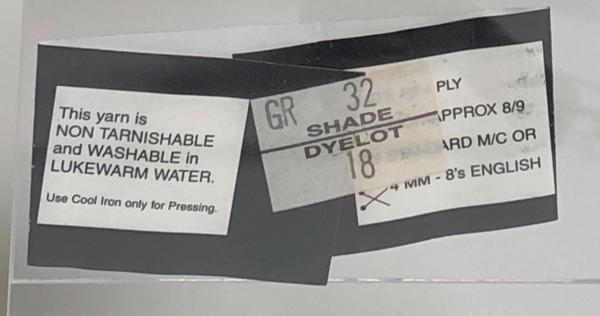 This yarn is
NON TARNISHABLE
and WASHABLE in
LUKEWARM WATER.
Use Cool Iron only for Pressing.
GR 32
SHADE
DYELOT
18
PLY
APPROX 8/9
ARD M/C OR
4 MM - 8's ENGLISH